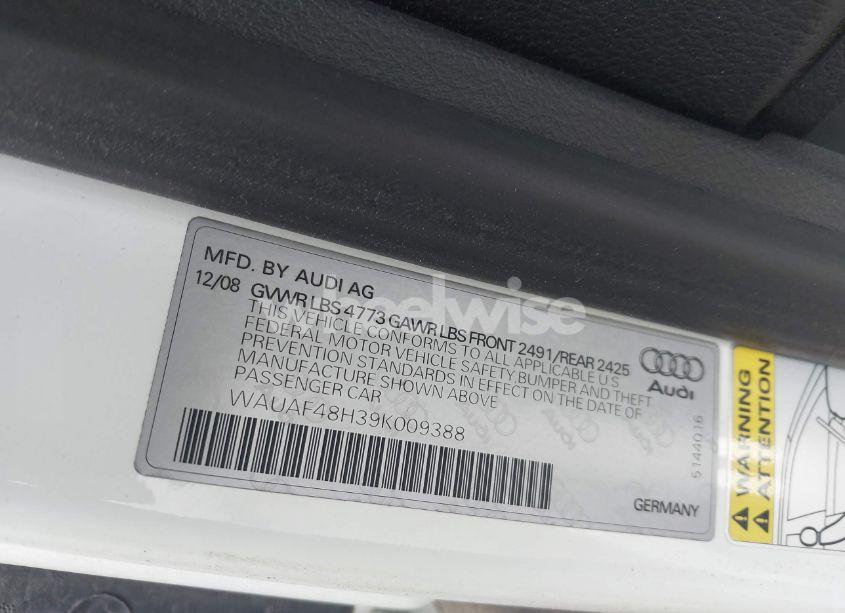 MFD. BY AUDI AG
12/08 GVWR LBS 4773 GAWR LBS FRONT 2491/REAR 2425
THIS VEHICLE CONFORMS TO ALL APPLICABLE U S
FEDERAL MOTOR VEHICLE SAFETY, BUMPER AND THEFT
PREVENTION STANDARDS IN EFFECT ON THE DATE OF
MANUFACTURE SHOWN ABOVE
PASSENGER CAR
WAUAF48H39K009388
Audi
5144Q16
GERMANY
WARNING
ATTENTION
Audi